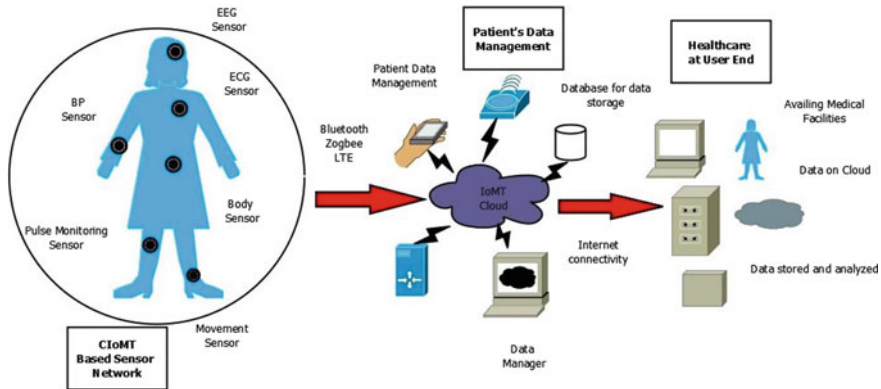 EEG
Sensor
ECG
Sensor
BP
Sensor
Body
Sensor
Pulse Monitoring
Sensor
Movement
Sensor
CIoMT
Based Sensor
Network
Bluetooth
Zogbee
LTE
Patient's Data
Management
Patient Data
Management
Database for data
storage
IoMT
Cloud
Internet
connectivity
Data
Manager
Healthcare
at User End
Availing Medical
Facilities
Data on Cloud
Data stored and analyzed